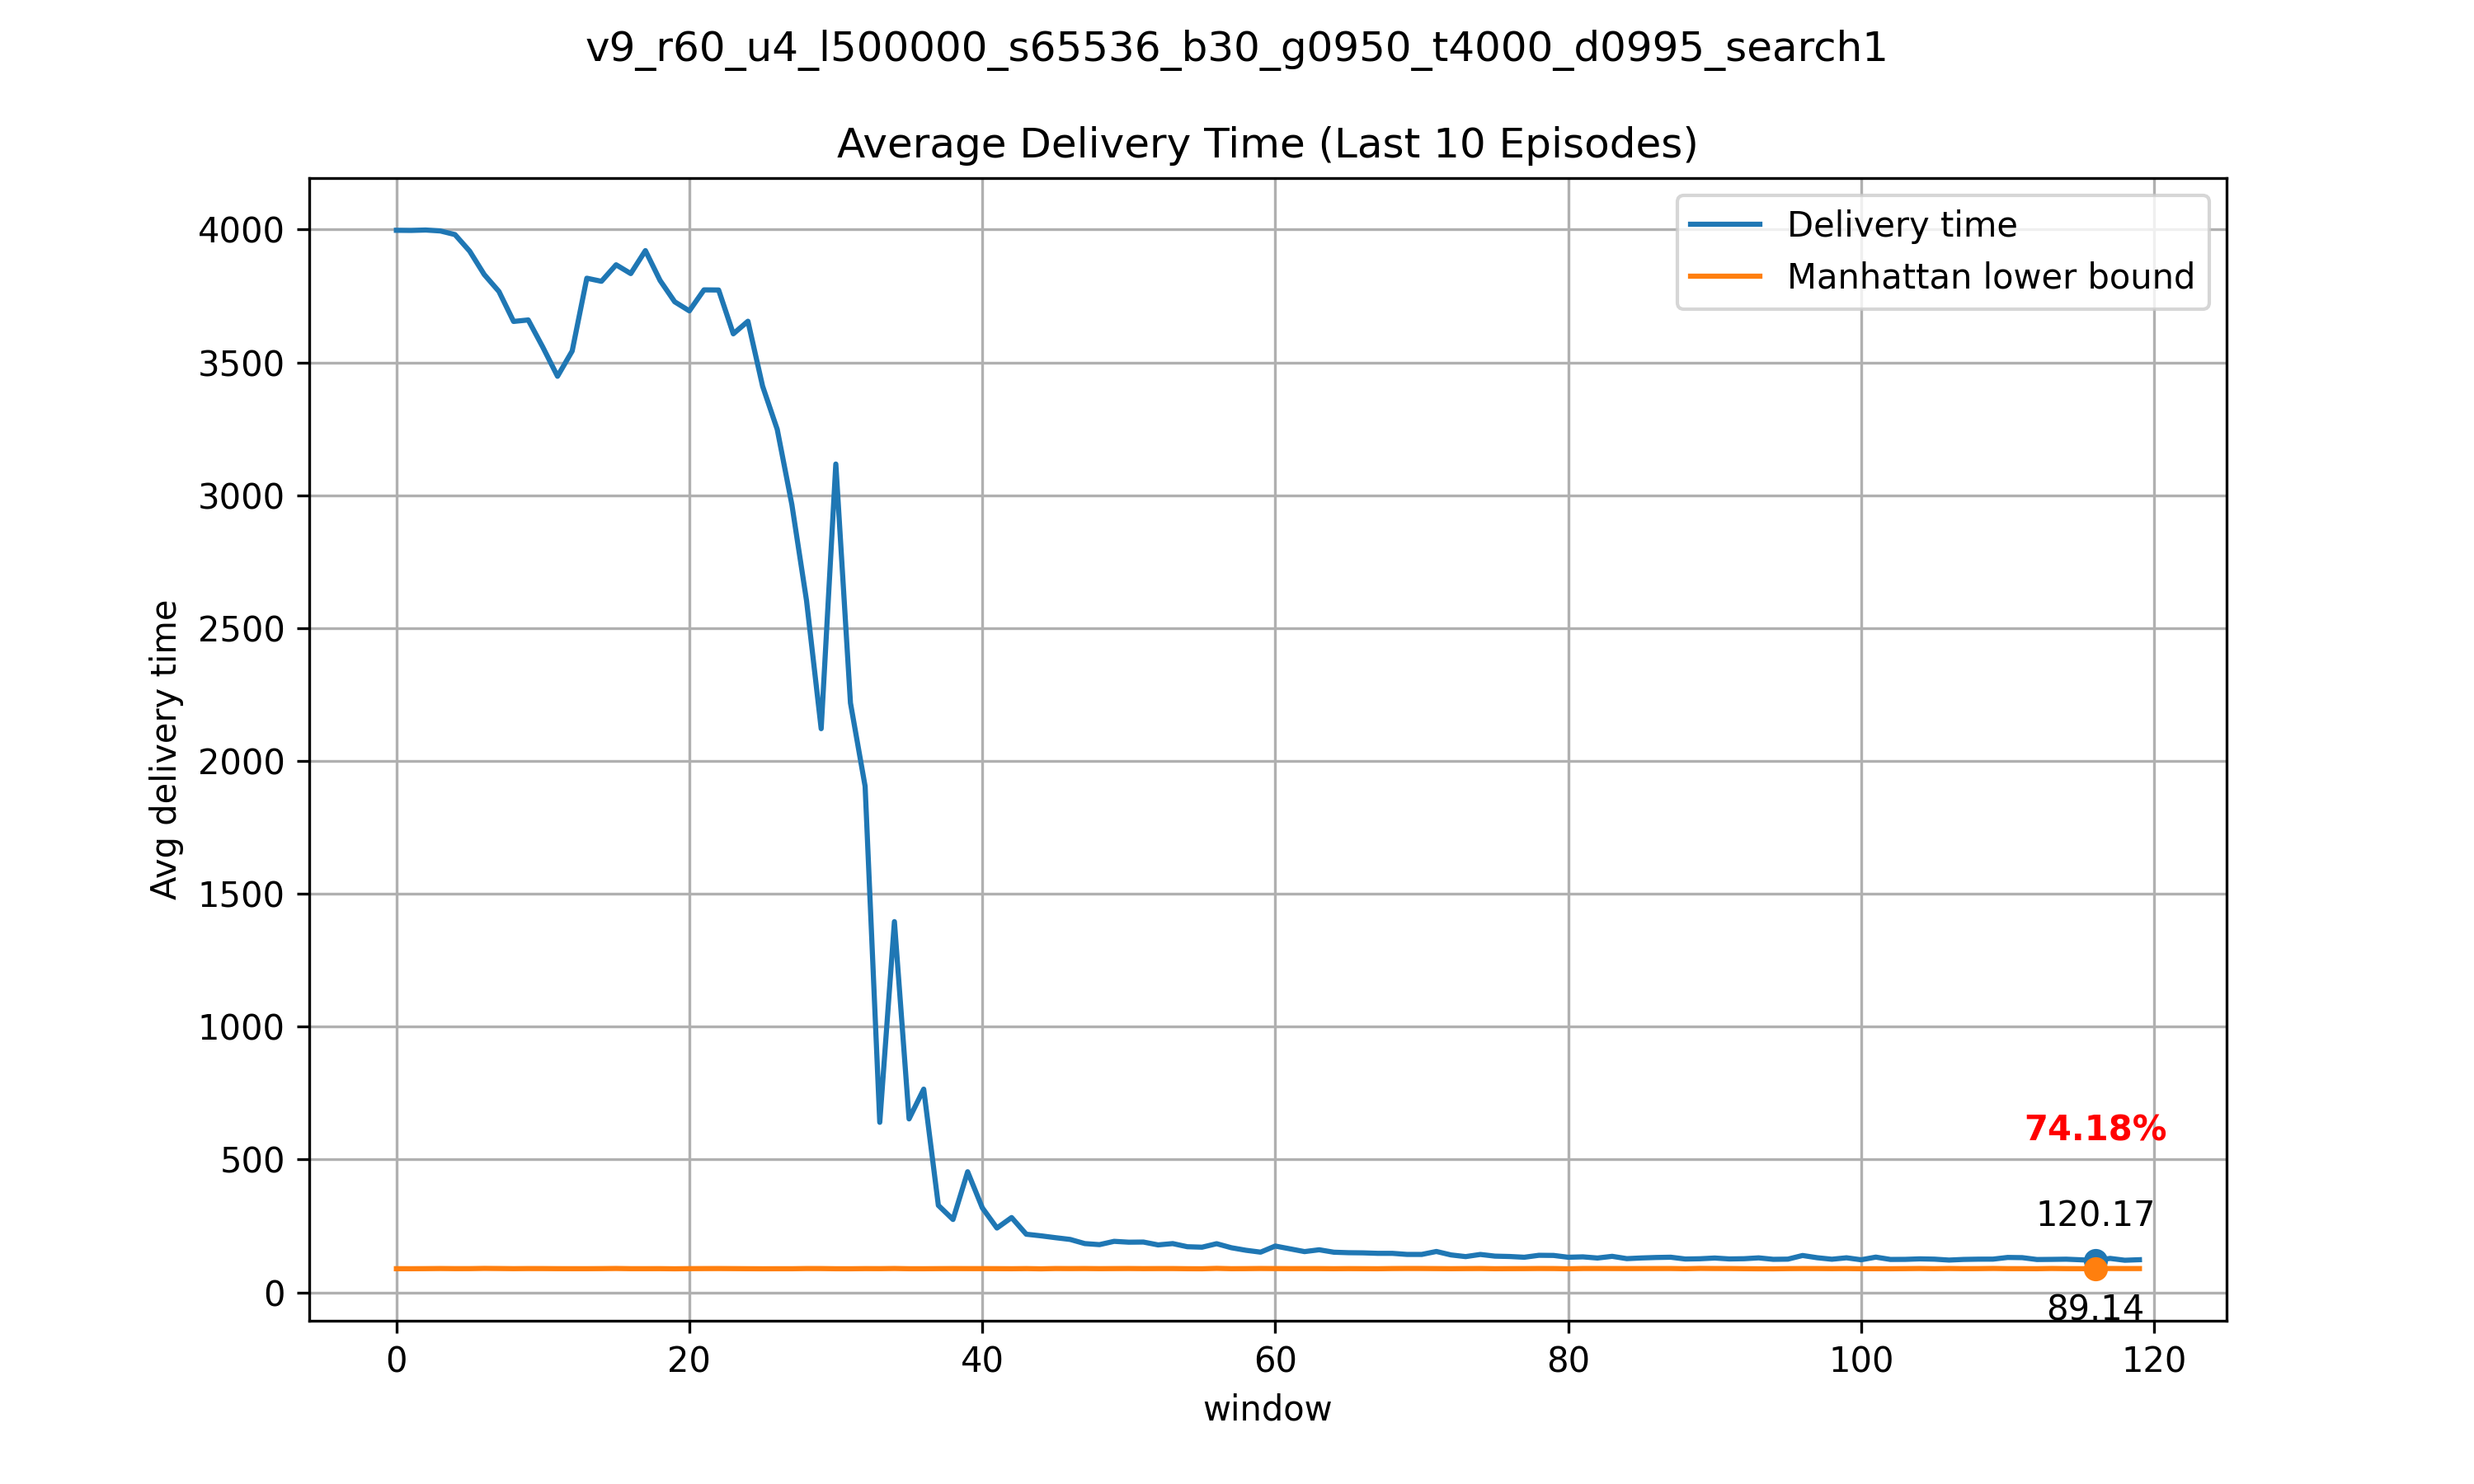 v9_r60_u4_l500000_s65536_b30_g0950_t4000_d0995_search1
Average Delivery Time (Last 10 Episodes)
Delivery time
Manhattan lower bound
4000
3500
3000
2500
2000
1500
1000
500
0
Avg delivery time
74.18%
120.17
89.14
0 20 40 60 80 100 120
window